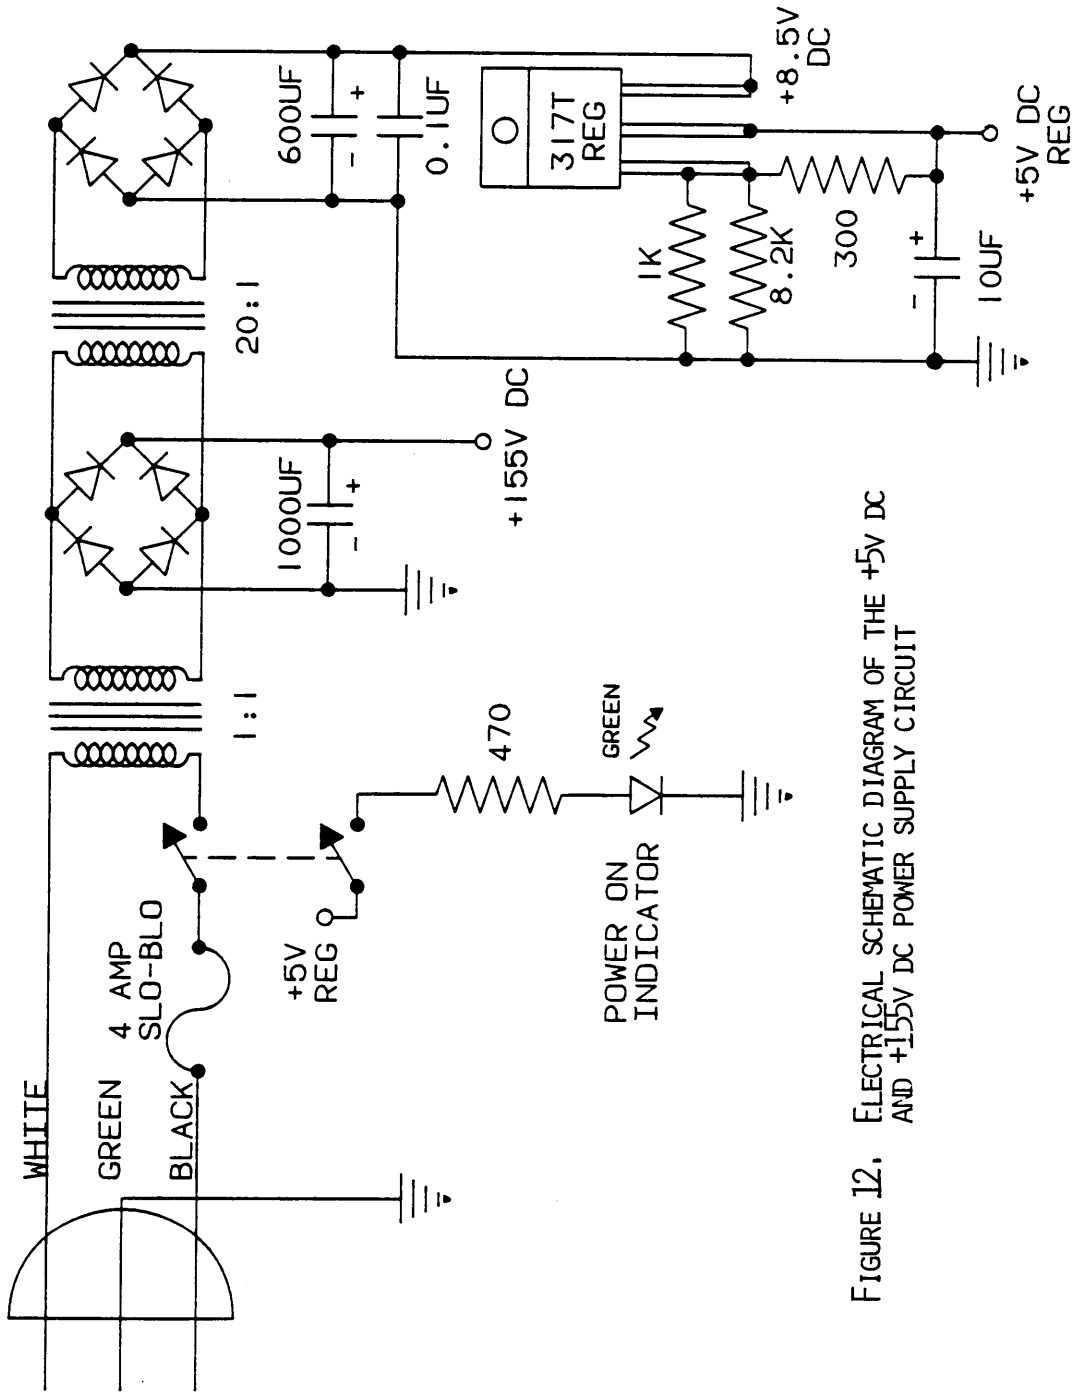 WHITE
GREEN
BLACK
4 AMP
SLO-BLO
+5V
REG
POWER ON
INDICATOR
470
GREEN
1:1
1000UF
- +
+155V DC
20:1
600UF
- +
0.1UF
317T
REG
+8.5V
DC
1K
8.2K
300
- +
10UF
+5V DC
REG
FIGURE 12. ELECTRICAL SCHEMATIC DIAGRAM OF THE +5V DC
AND +155V DC POWER SUPPLY CIRCUIT